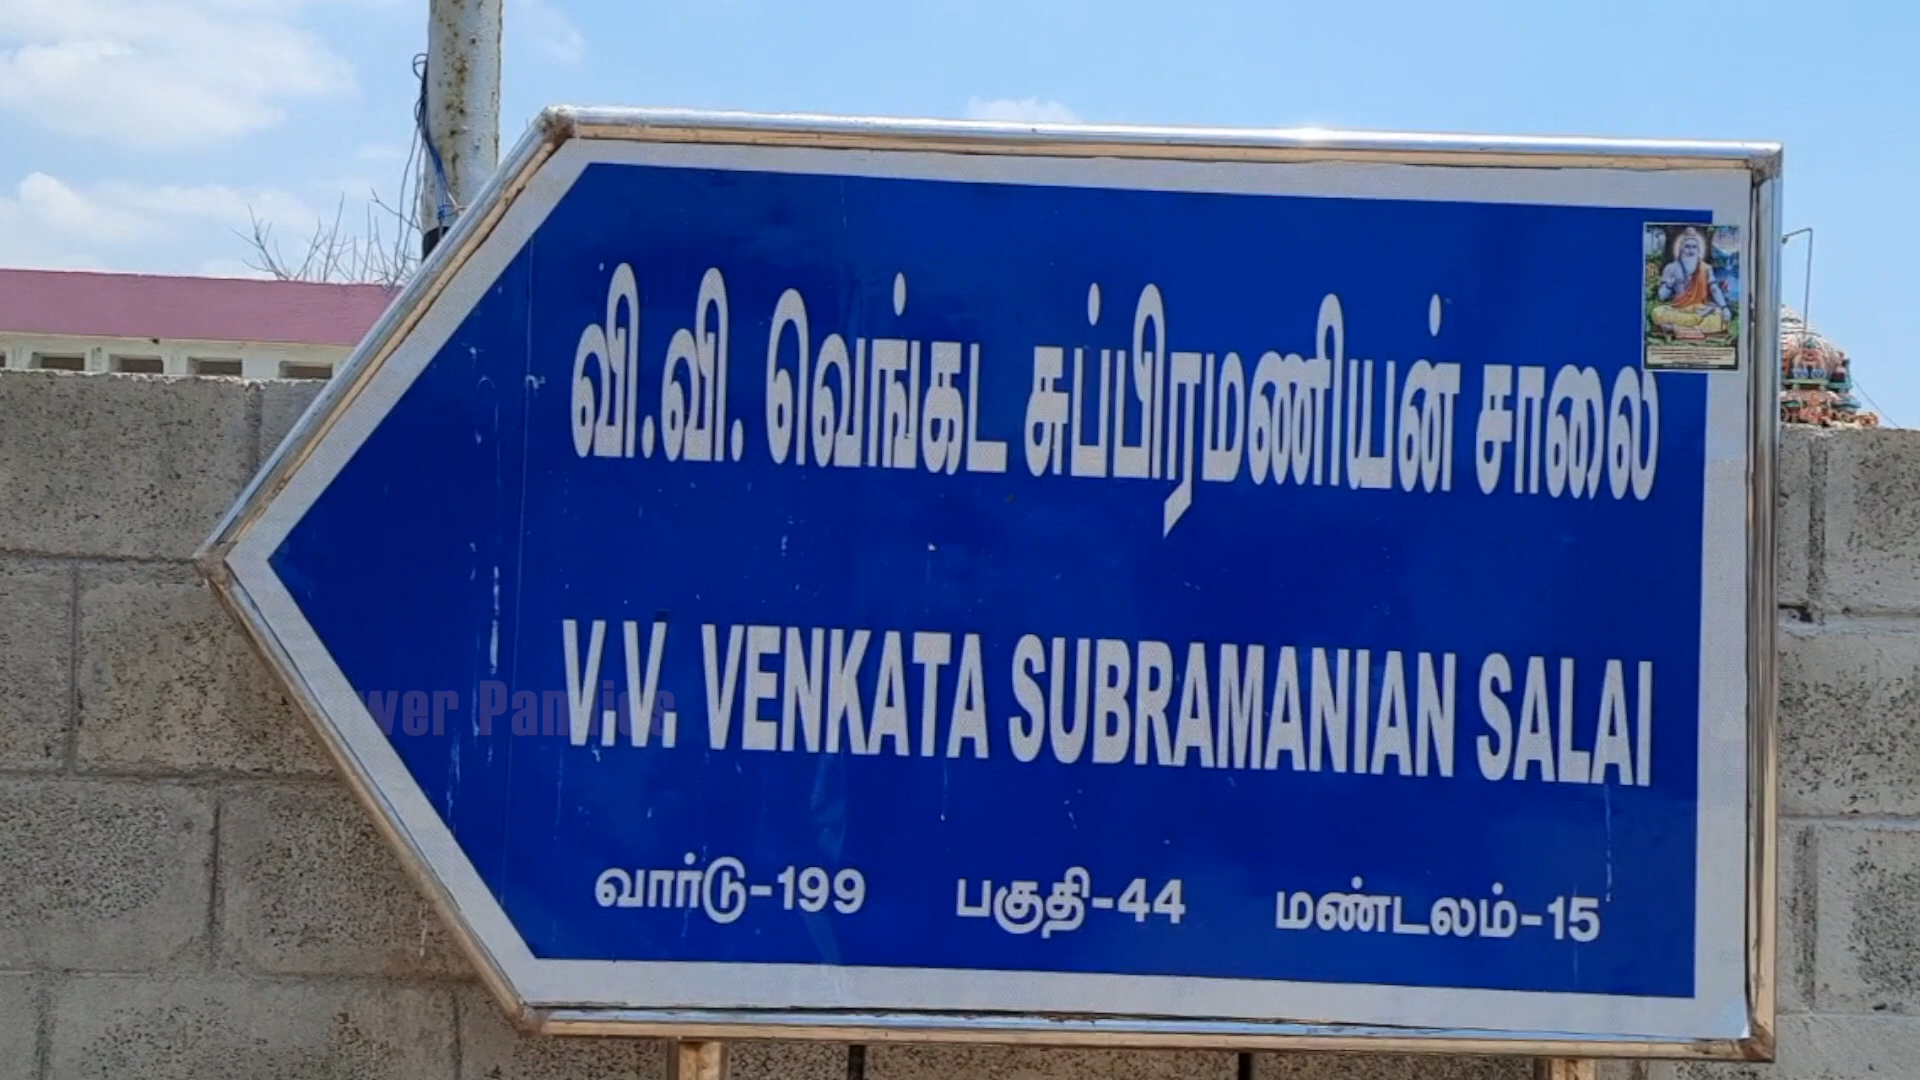 வி.வி. வெங்கட சுப்பிரமணியன் சாலை
V.V. VENKATA SUBRAMANIAN SALAI
வார்டு-199 பகுதி-44 மண்டலம்-15